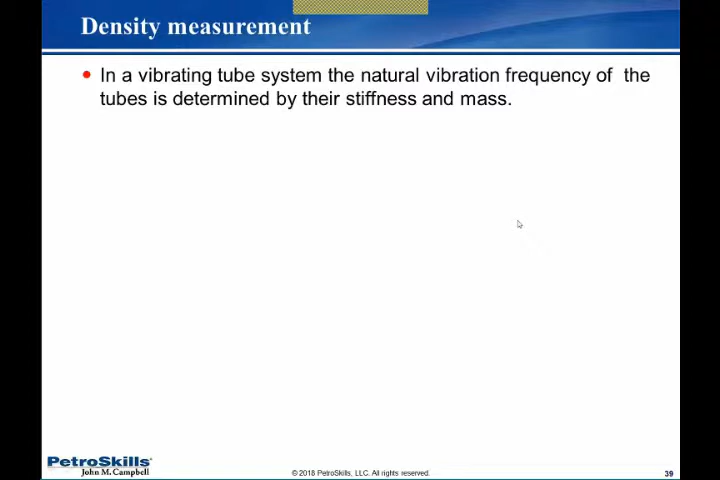 Density measurement
• In a vibrating tube system the natural vibration frequency of the
tubes is determined by their stiffness and mass.
PetroSkills
John M. Campbell
© 2018 PetroSkills, LLC. All rights reserved.
39